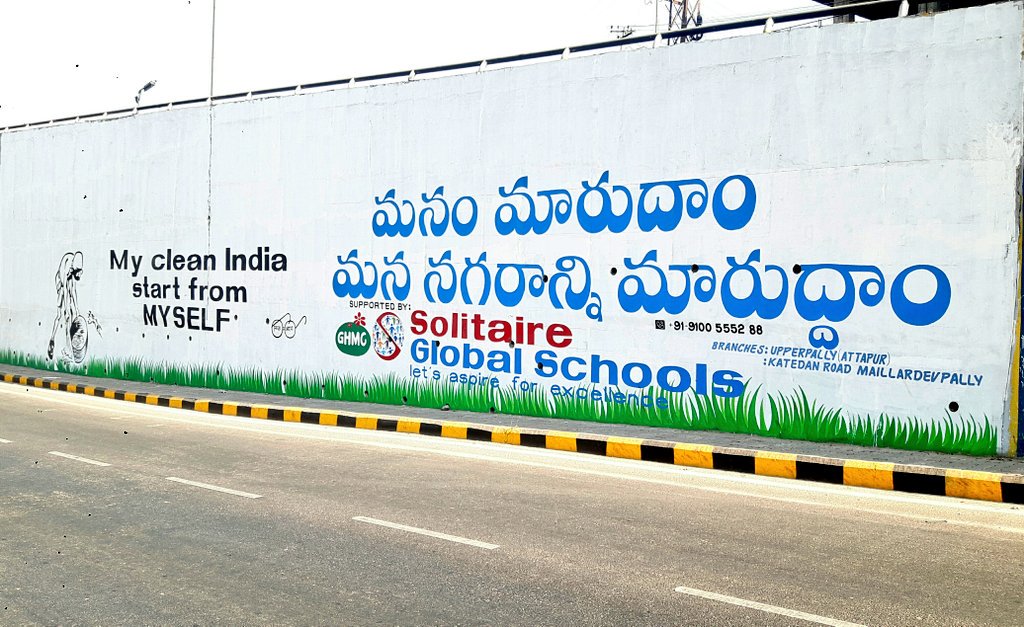 My clean India
start from
MYSELF.
మనం మారుదాం
మన నగరాన్ని మారుద్దాం
SUPPORTED BY:
GHMC
Solitaire
Global Schools
let's aspire for excellence
+91-9100 5552 88
BRANCHES: UPPERPALLY (ATTAPUR)
: KATEDAN ROAD MAILLARDEVPALLY